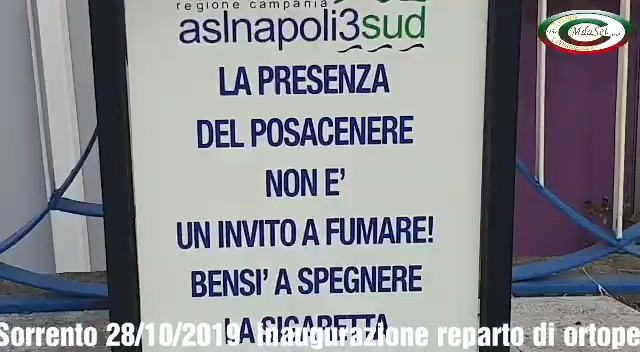 regione campania
aslnapoli3sud
LA PRESENZA
DEL POSACENERE
NON E'
UN INVITO A FUMARE!
BENSI' A SPEGNERE
LA SIGARETTA
Sorrento 28/10/2019 inaugurazione reparto di ortope